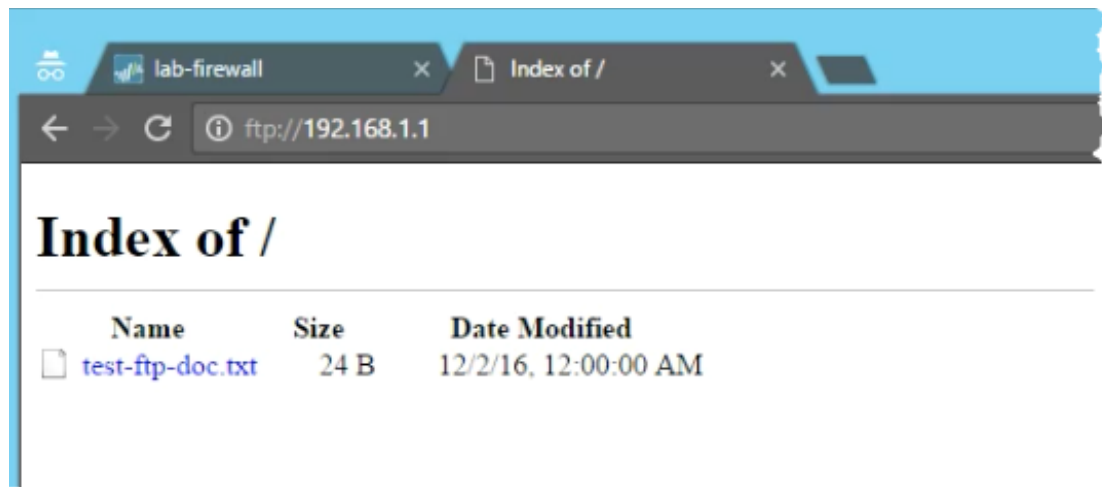 lab-firewall
Index of /
ftp://192.168.1.1
Index of /
Name Size Date Modified
test-ftp-doc.txt 24 B 12/2/16, 12:00:00 AM